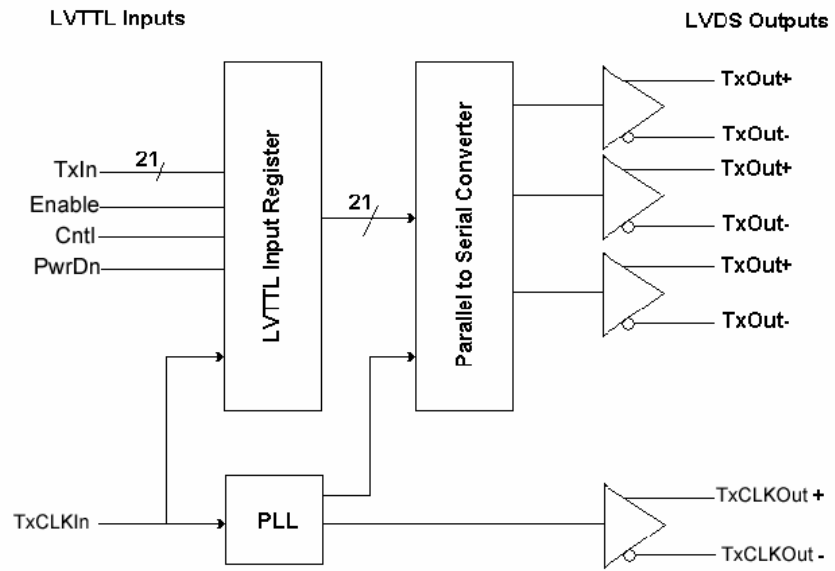 LVTTL Inputs
LVDS Outputs
TxIn
21
Enable
Cntl
PwrDn
LVTTL Input Register
21
Parallel to Serial Converter
TxOut+
TxOut-
TxOut+
TxOut-
TxOut+
TxOut-
TxCLKIn
PLL
TxCLKOut +
TxCLKOut -